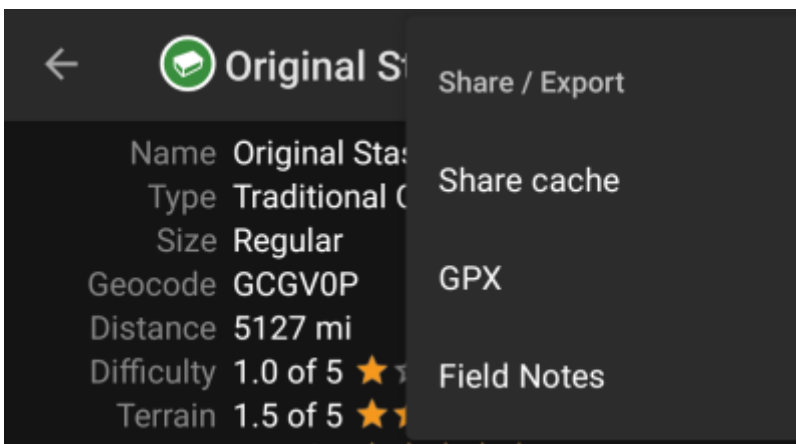 Original St
Share / Export
Name Original Stas
Type Traditional
Share cache
Size Regular
Geocode GCGV0P
GPX
Distance 5127 mi
Difficulty 1.0 of 5
Field Notes
Terrain 1.5 of 5